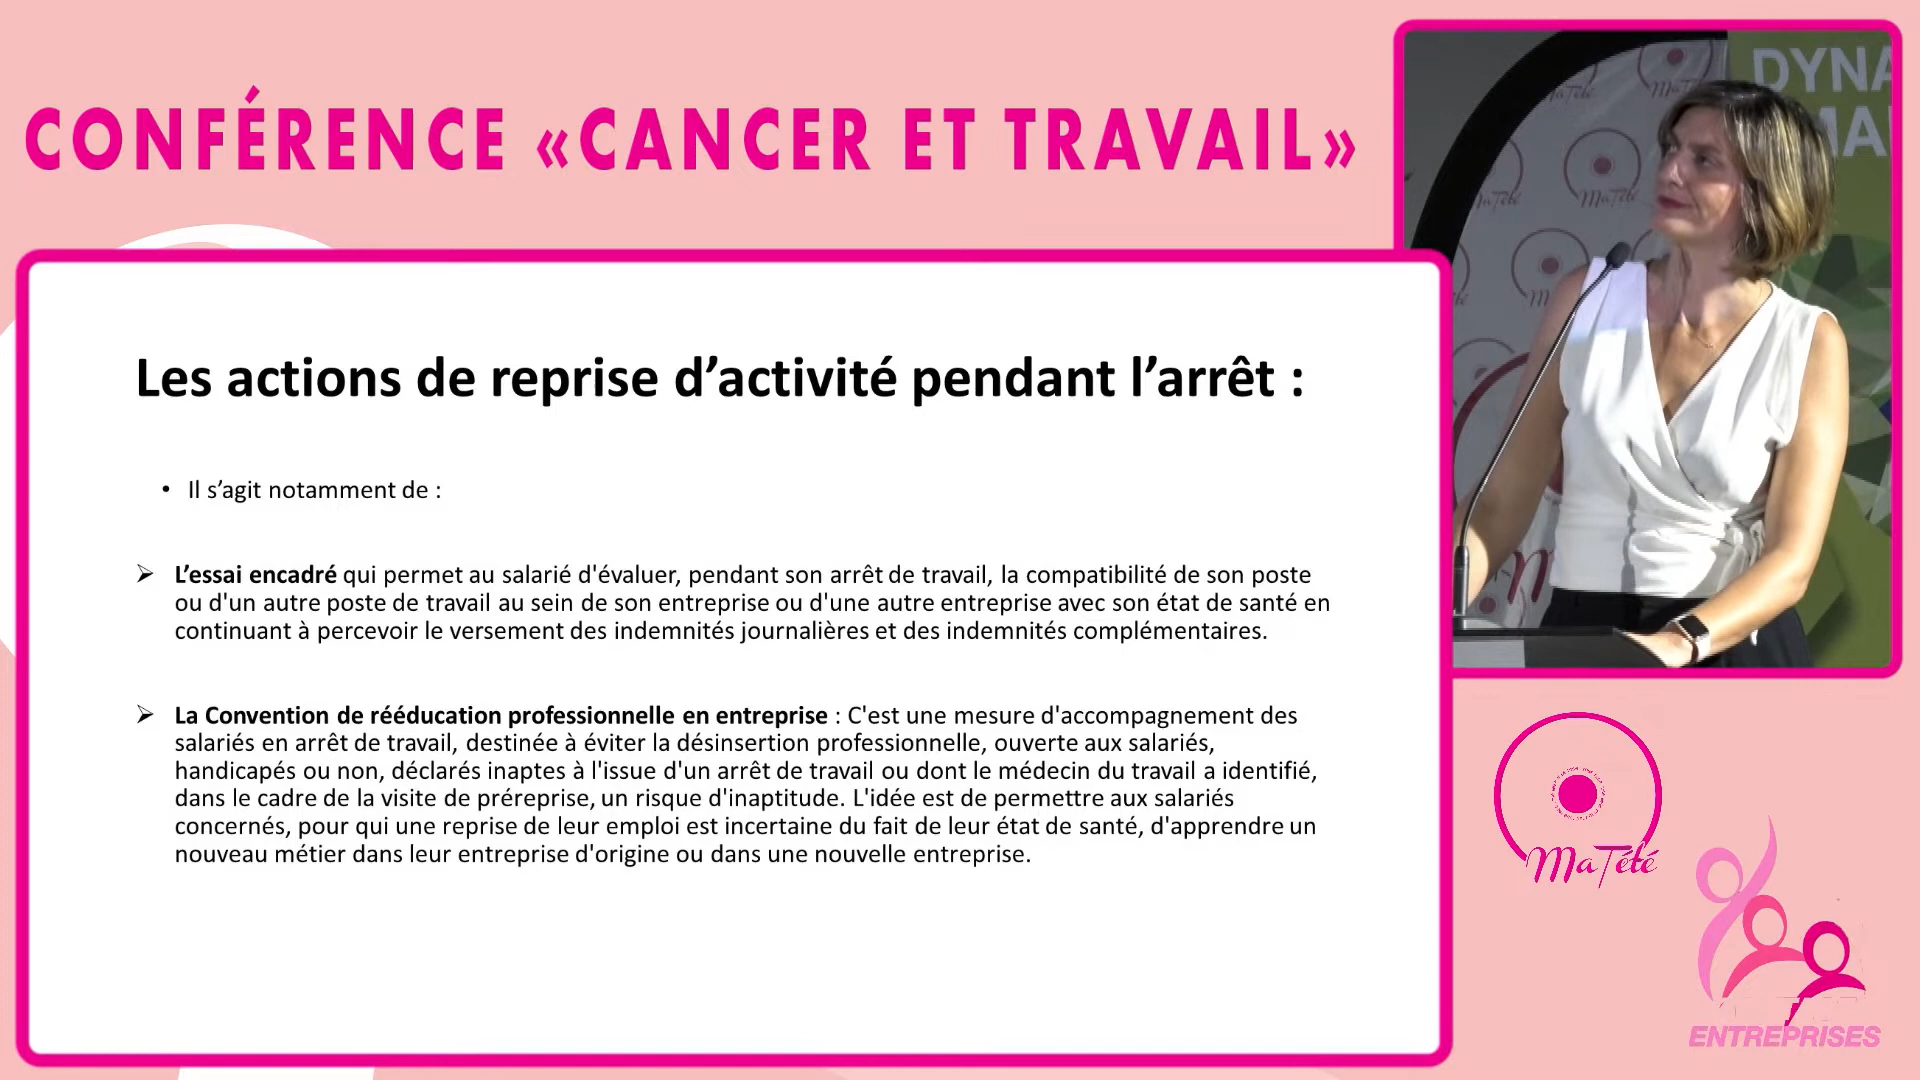 CONFÉRENCE «CANCER ET TRAVAIL»
DYNA
MA
MaTété
MaTété
Les actions de reprise d’activité pendant l’arrêt :
• Il s’agit notamment de :
➢ L’essai encadré qui permet au salarié d'évaluer, pendant son arrêt de travail, la compatibilité de son poste
ou d'un autre poste de travail au sein de son entreprise ou d'une autre entreprise avec son état de santé en
continuant à percevoir le versement des indemnités journalières et des indemnités complémentaires.
➢ La Convention de rééducation professionnelle en entreprise : C'est une mesure d'accompagnement des
salariés en arrêt de travail, destinée à éviter la désinsertion professionnelle, ouverte aux salariés,
handicapés ou non, déclarés inaptes à l'issue d'un arrêt de travail ou dont le médecin du travail a identifié,
dans le cadre de la visite de préreprise, un risque d'inaptitude. L'idée est de permettre aux salariés
concernés, pour qui une reprise de leur emploi est incertaine du fait de leur état de santé, d'apprendre un
nouveau métier dans leur entreprise d'origine ou dans une nouvelle entreprise.
MaTété
ENTREPRISES